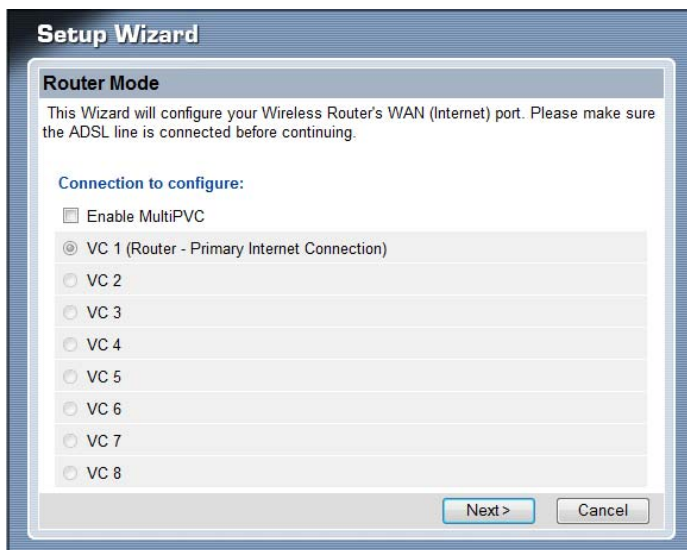 Setup Wizard
Router Mode
This Wizard will configure your Wireless Router's WAN (Internet) port. Please make sure
the ADSL line is connected before continuing.
Connection to configure:
Enable MultiPVC
VC 1 (Router - Primary Internet Connection)
VC 2
VC 3
VC 4
VC 5
VC 6
VC 7
VC 8
Next> Cancel